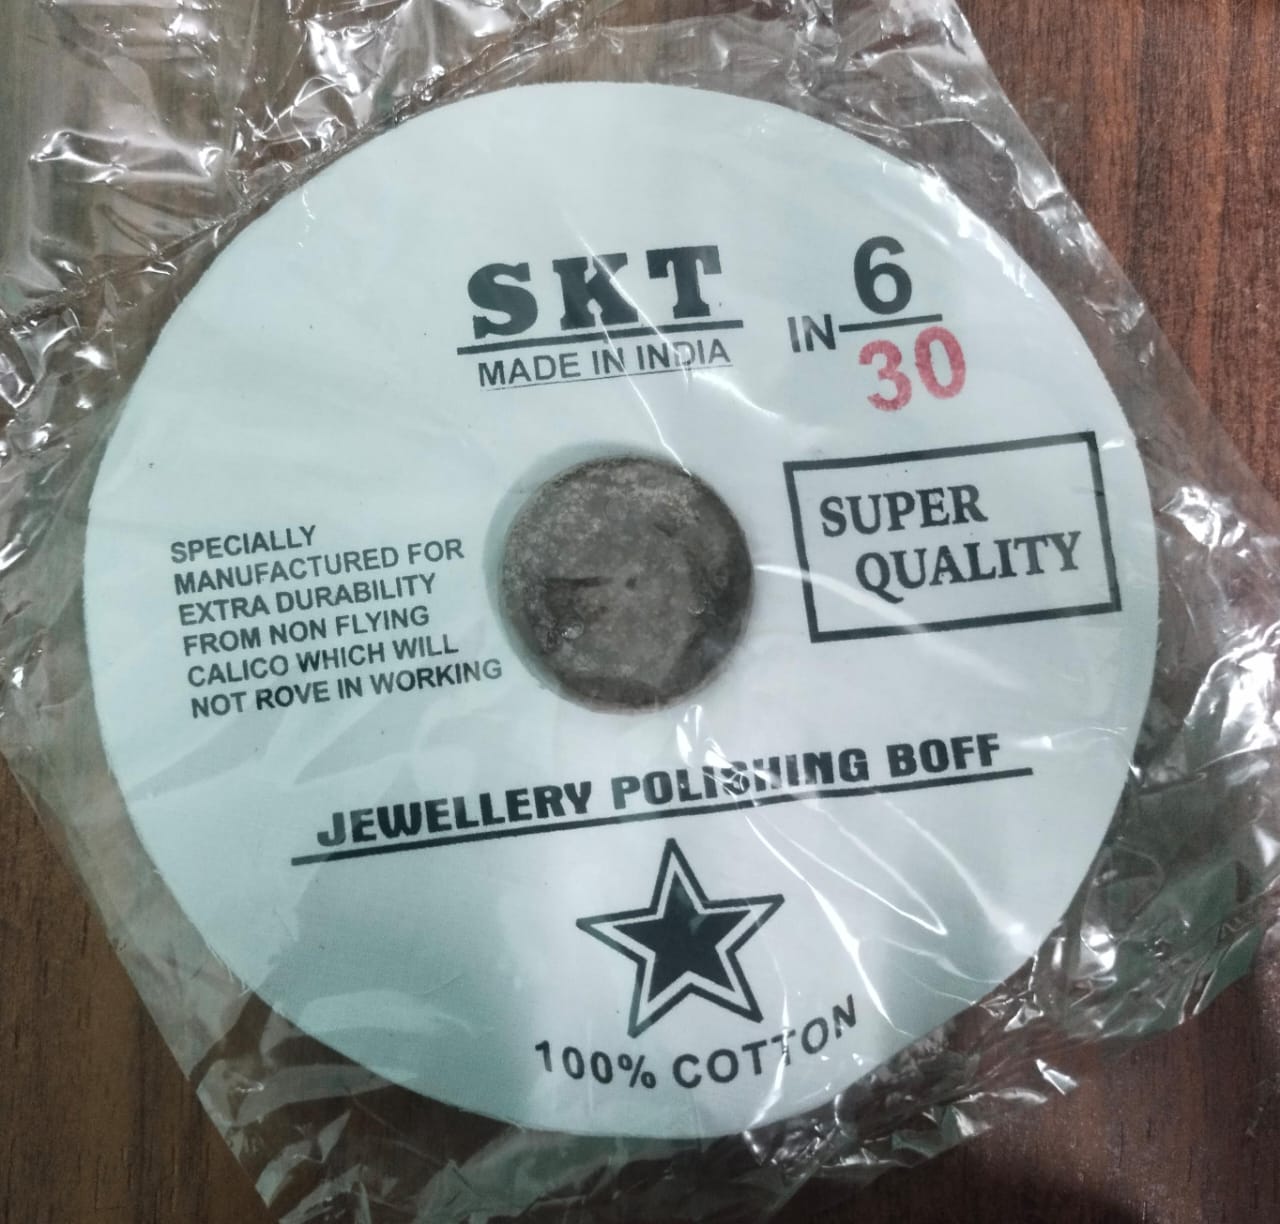 SKT
MADE IN INDIA
IN 6
30
SUPER
QUALITY
SPECIALLY
MANUFACTURED FOR
EXTRA DURABILITY
FROM NON FLYING
CALICO WHICH WILL
NOT ROVE IN WORKING
JEWELLERY POLISHING BOFF
100% COTTON